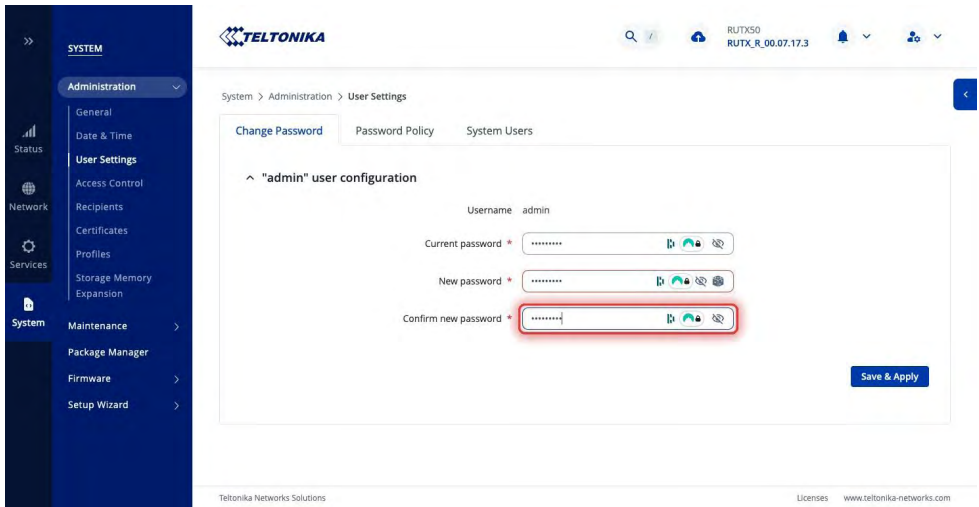 SYSTEM
TELTONIKA
/
RUTX50
RUTX_R_00.07.17.3
Administration
General
Date & Time
User Settings
Access Control
Recipients
Certificates
Profiles
Storage Memory
Expansion
Maintenance
Package Manager
Firmware
Setup Wizard
Status
Network
Services
System
System > Administration > User Settings
Change Password
Password Policy
System Users
"admin" user configuration
Username admin
Current password * •••••••••
New password * •••••••••
Confirm new password * •••••••••
Save & Apply
Teltonika Networks Solutions
Licenses
www.teltonika-networks.com